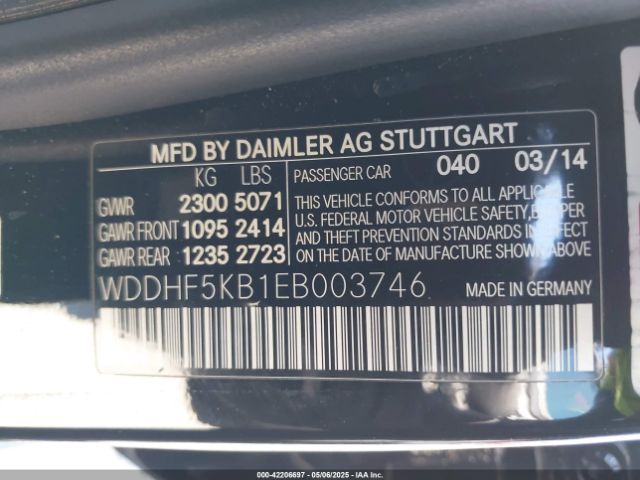 MFD BY DAIMLER AG STUTTGART
KG LBS
GVWR 2300 5071
GAWR FRONT 1095 2414
GAWR REAR 1235 2723
PASSENGER CAR 040 03/14
THIS VEHICLE CONFORMS TO ALL APPLICABLE
U.S. FEDERAL MOTOR VEHICLE SAFETY, BUMPER
AND THEFT PREVENTION STANDARDS IN EFFECT
ON THE DATE OF MANUFACTURE SHOWN ABOVE.
WDDHF5KB1EB003746 MADE IN GERMANY
000-42206697 - 05/06/2025 - IAAI.COM